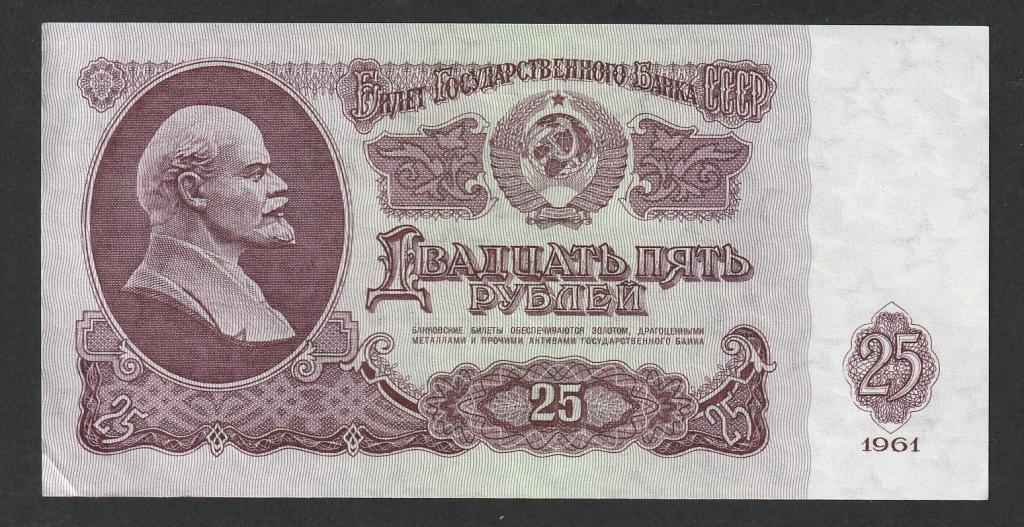 Билет Государственного Банка СССР
Двадцать пять
рублей
БАНКОВСКИЕ БИЛЕТЫ ОБЕСПЕЧИВАЮТСЯ ЗОЛОТОМ, ДРАГОЦЕННЫМИ
МЕТАЛЛАМИ И ПРОЧИМИ АКТИВАМИ ГОСУДАРСТВЕННОГО БАНКА
25
25
25
25
1961